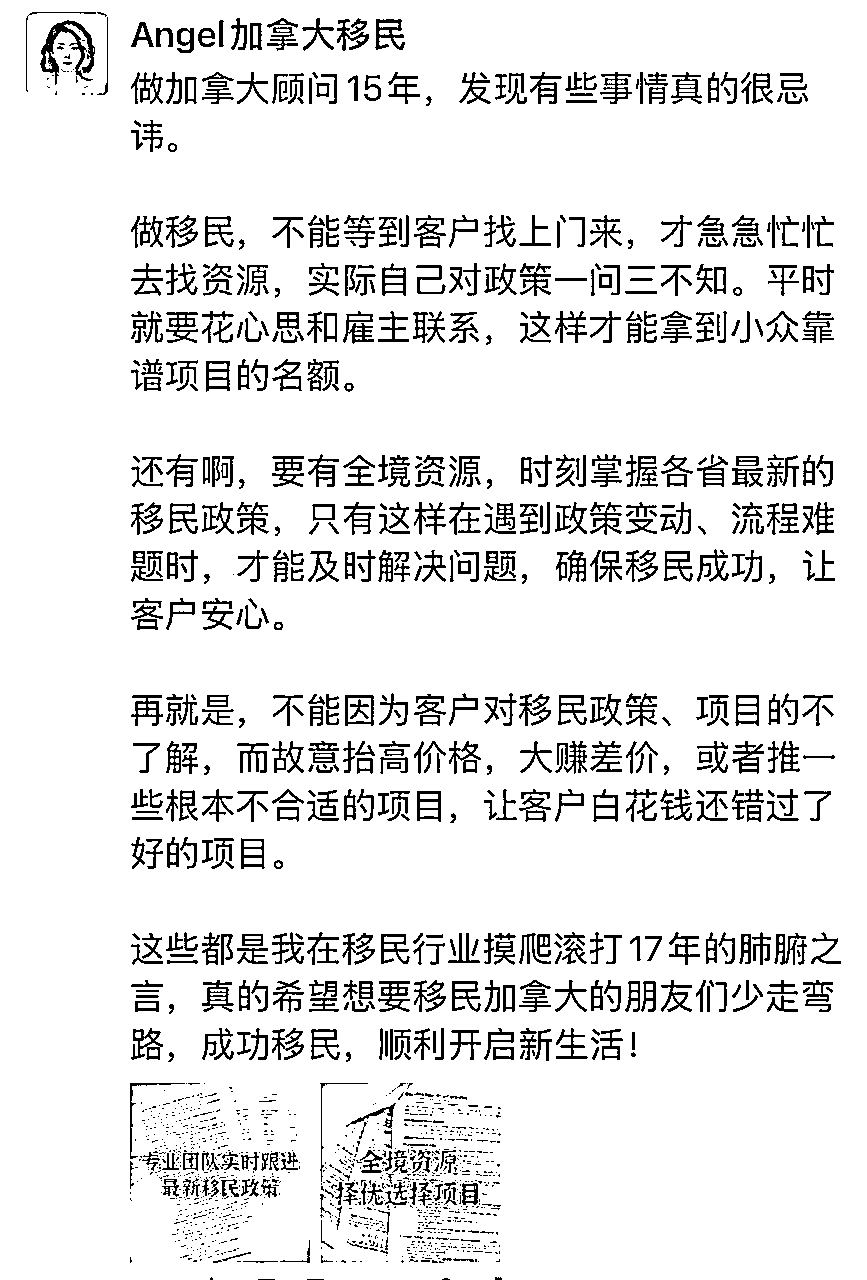 Angel加拿大移民
做加拿大顾问15年，发现有些事情真的很忌
讳。
做移民，不能等到客户找上门来，才急急忙忙
去找资源，实际自己对政策一问三不知。平时
就要花心思和雇主联系，这样才能拿到小众靠
谱项目的名额。
还有啊，要有全境资源，时刻掌握各省最新的
移民政策，只有这样在遇到政策变动、流程难
题时，才能及时解决问题，确保移民成功，让
客户安心。
再就是，不能因为客户对移民政策、项目的不
了解，而故意抬高价格，大赚差价，或者推一
些根本不合适的项目，让客户白花钱还错过了
好的项目。
这些都是我在移民行业摸爬滚打17年的肺腑之
言，真的希望想要移民加拿大的朋友们少走弯
路，成功移民，顺利开启新生活！
专业团队实时跟进
最新移民政策
全境资源
择优选择项目